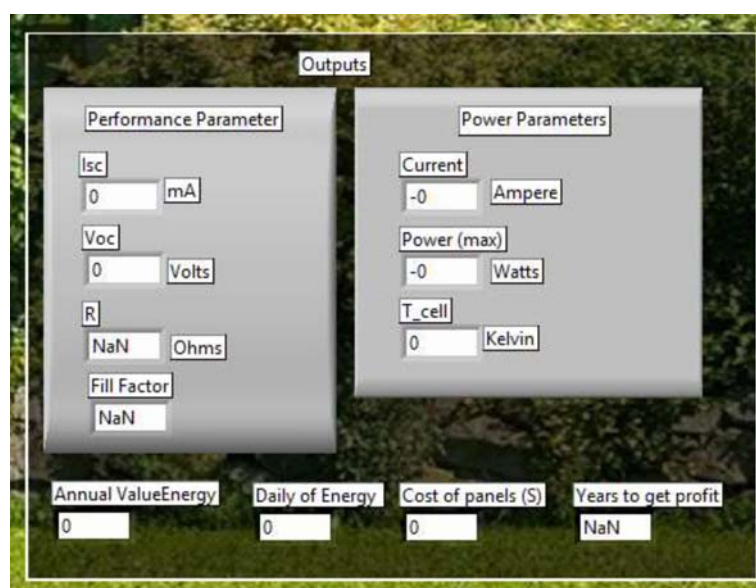 Outputs
Performance Parameter
Isc
0 mA
Voc
0 Volts
R
NaN Ohms
Fill Factor
NaN
Power Parameters
Current
-0 Ampere
Power (max)
-0 Watts
T_cell
0 Kelvin
Annual ValueEnergy
0
Daily of Energy
0
Cost of panels (S)
0
Years to get profit
NaN